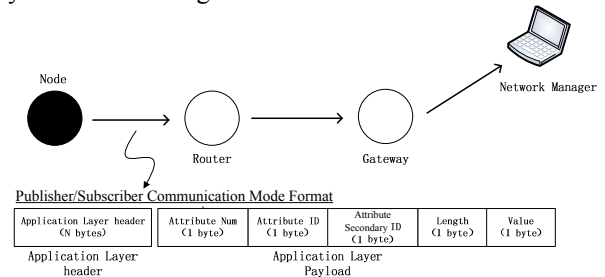 Node
Network Manager
Router
Gateway
Publisher/Subscriber Communication Mode Format
Application Layer header
(N bytes)
Attribute Num
(1 byte)
Attribute ID
(1 byte)
Attribute
Secondary ID
(1 byte)
Length
(1 byte)
Value
(1 byte)
Application Layer
header
Application Layer
Payload